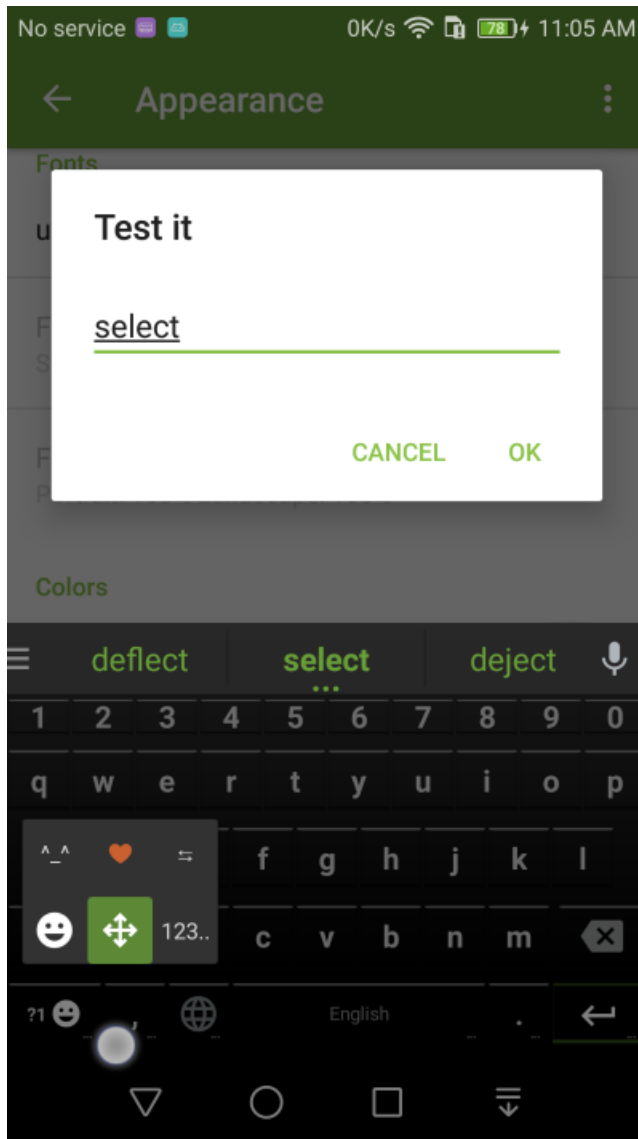 No service 0K/s 78 11:05 AM
Appearance
Fonts
Test it
select
CANCEL OK
Colors
deflect select deject
1 2 3 4 5 6 7 8 9 0
q w e r t y u i o p
^_^ f g h j k l
123.. c v b n m
?1 , English .